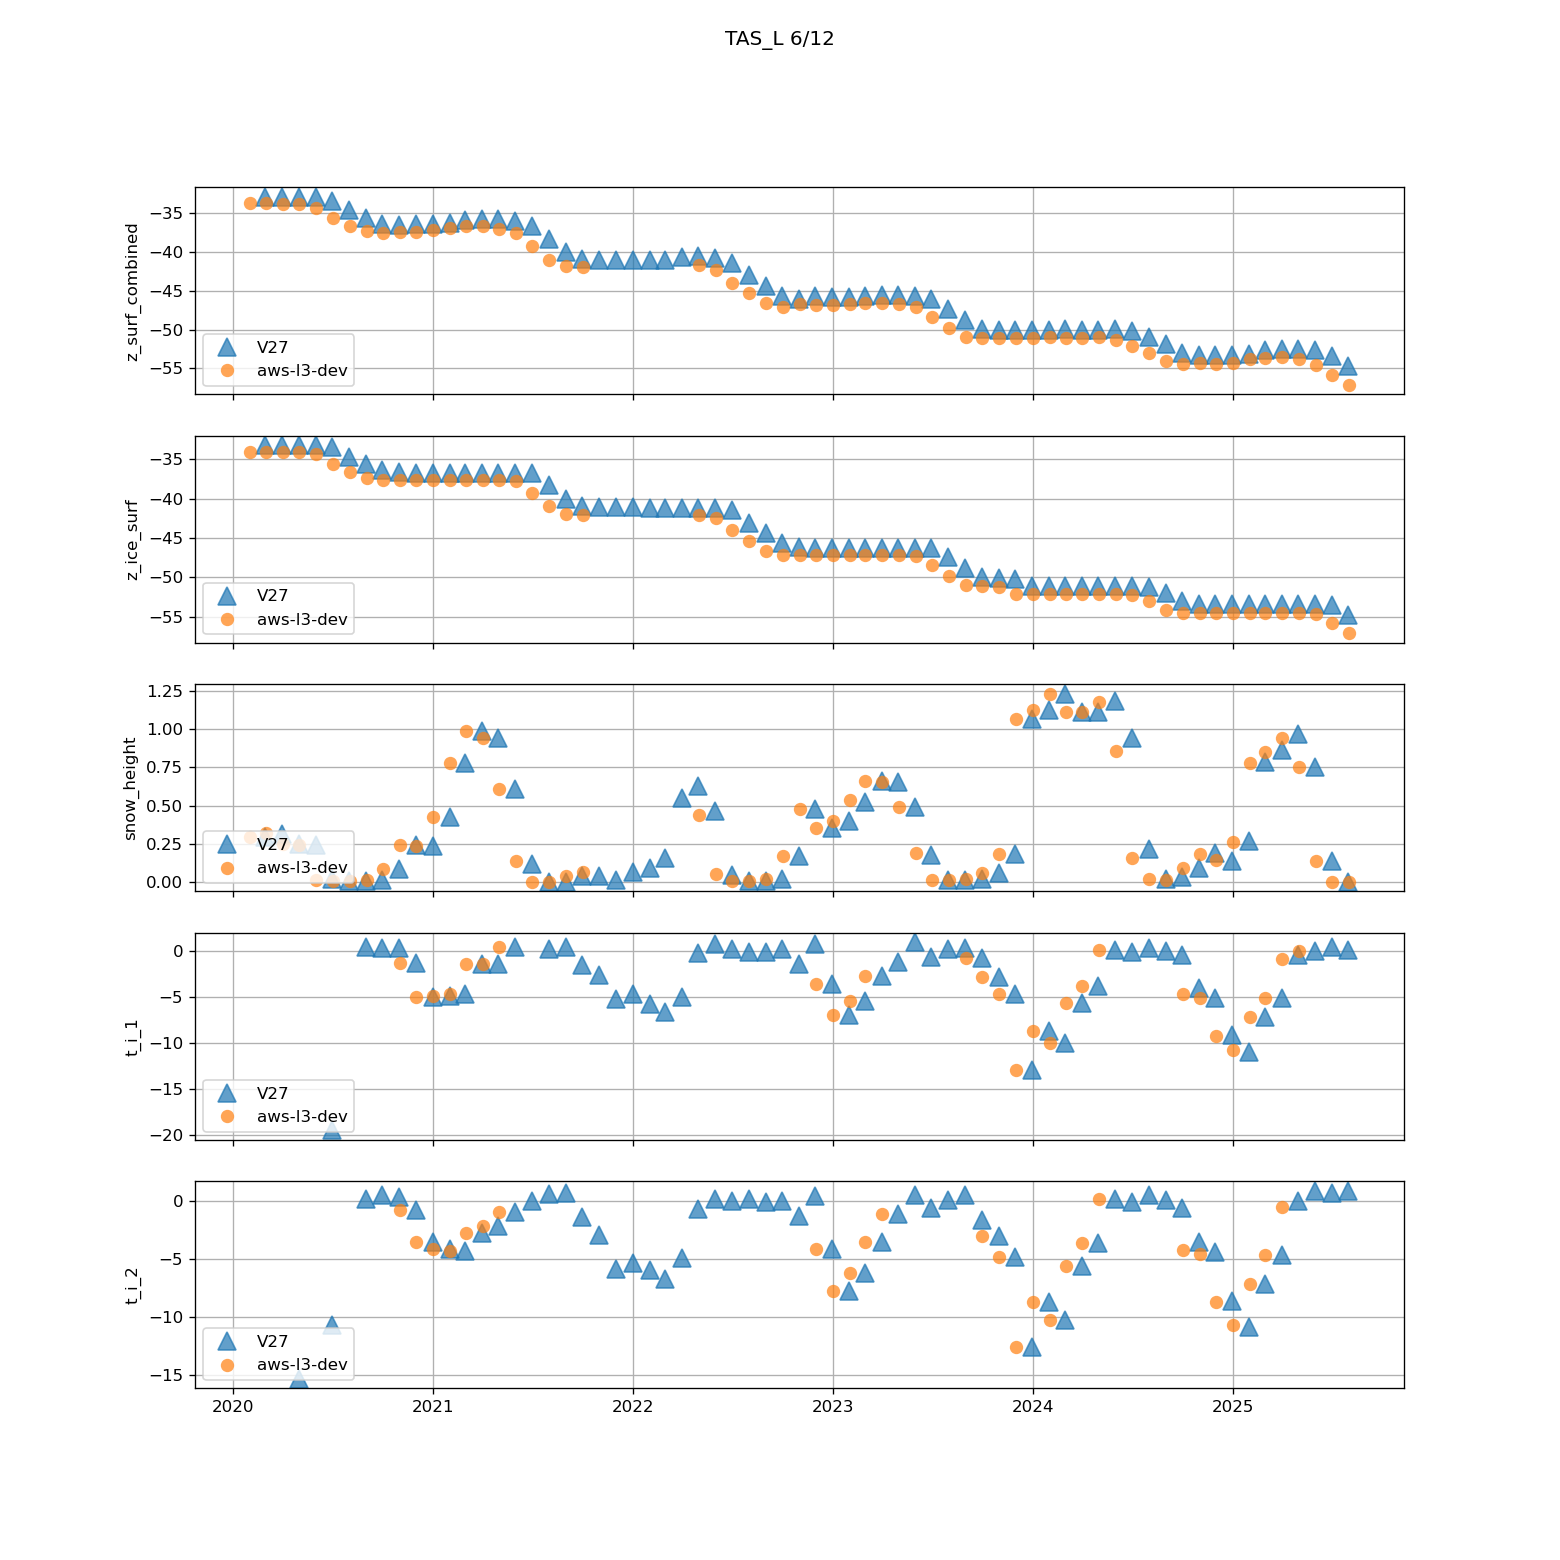 TAS_L 6/12
z_surf_combined
−35
−40
−45
−50
−55
V27
aws-l3-dev
z_ice_surf
−35
−40
−45
−50
−55
V27
aws-l3-dev
snow_height
1.25
1.00
0.75
0.50
0.25
0.00
V27
aws-l3-dev
t_i_1
0
−5
−10
−15
−20
V27
aws-l3-dev
t_i_2
0
−5
−10
−15
V27
aws-l3-dev
2020 2021 2022 2023 2024 2025